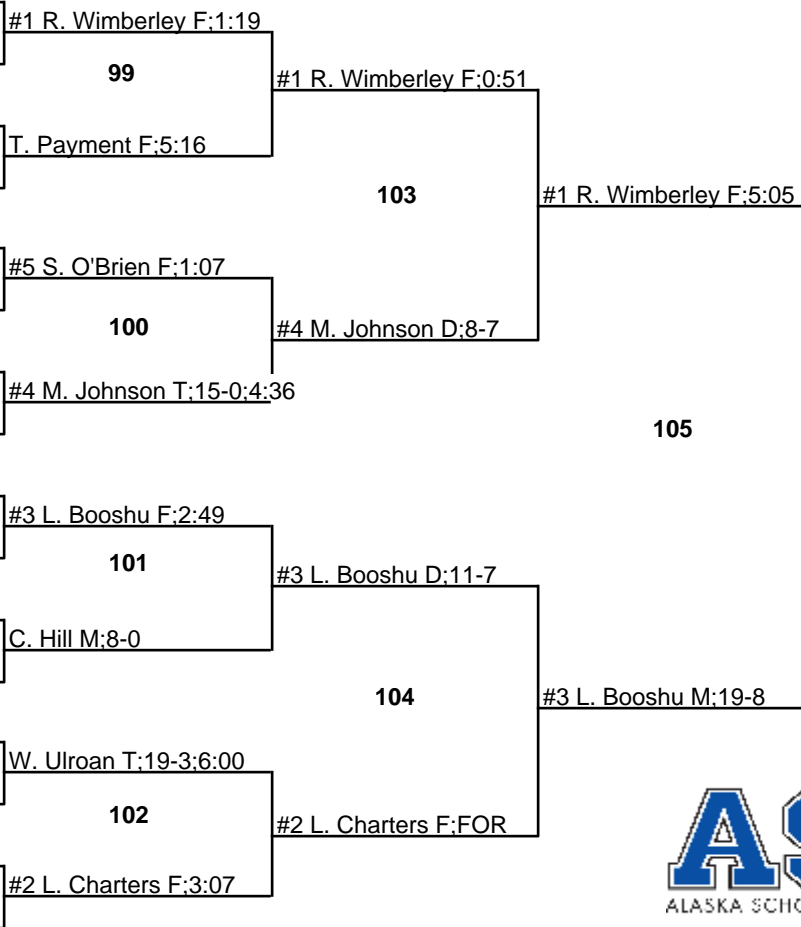 #1 R. Wimberley F;1:19
99
#1 R. Wimberley F;0:51
T. Payment F;5:16
103
#1 R. Wimberley F;5:05
#5 S. O'Brien F;1:07
100
#4 M. Johnson D;8-7
#4 M. Johnson T;15-0;4:36
105
#3 L. Booshu F;2:49
101
#3 L. Booshu D;11-7
C. Hill M;8-0
104
#3 L. Booshu M;19-8
W. Ulroan T;19-3;6:00
102
#2 L. Charters F;FOR
#2 L. Charters F;3:07
AS
ALASKA SCHO